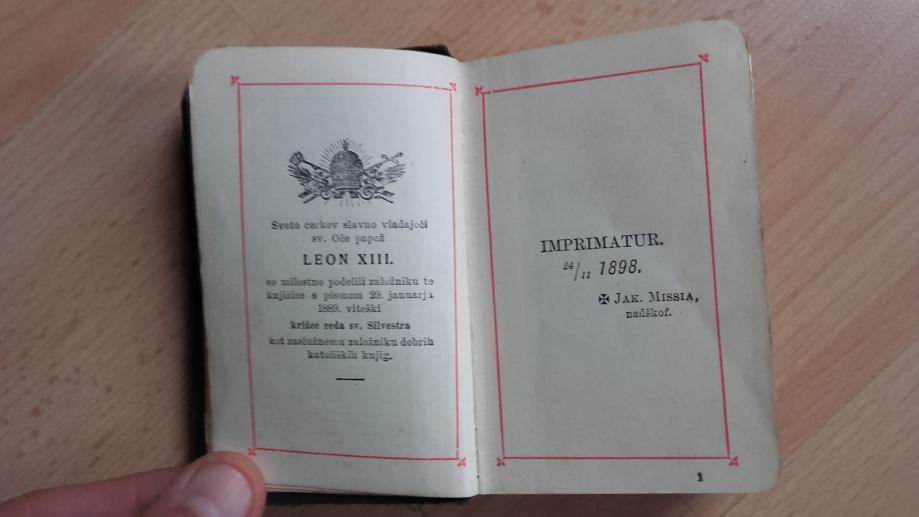 Sveto cerkov slavno vladajoči
sv. Oče papež
LEON XIII.
so milostno podelili založniku te
knjižice s pismom 29. januarja
1889. viteški
križec reda sv. Silvestra
kot zaslužnemu založniku dobrih
katoliških knjig.
IMPRIMATUR.
24/11 1898.
✠ JAK. MISSIA,
nadškof.
1